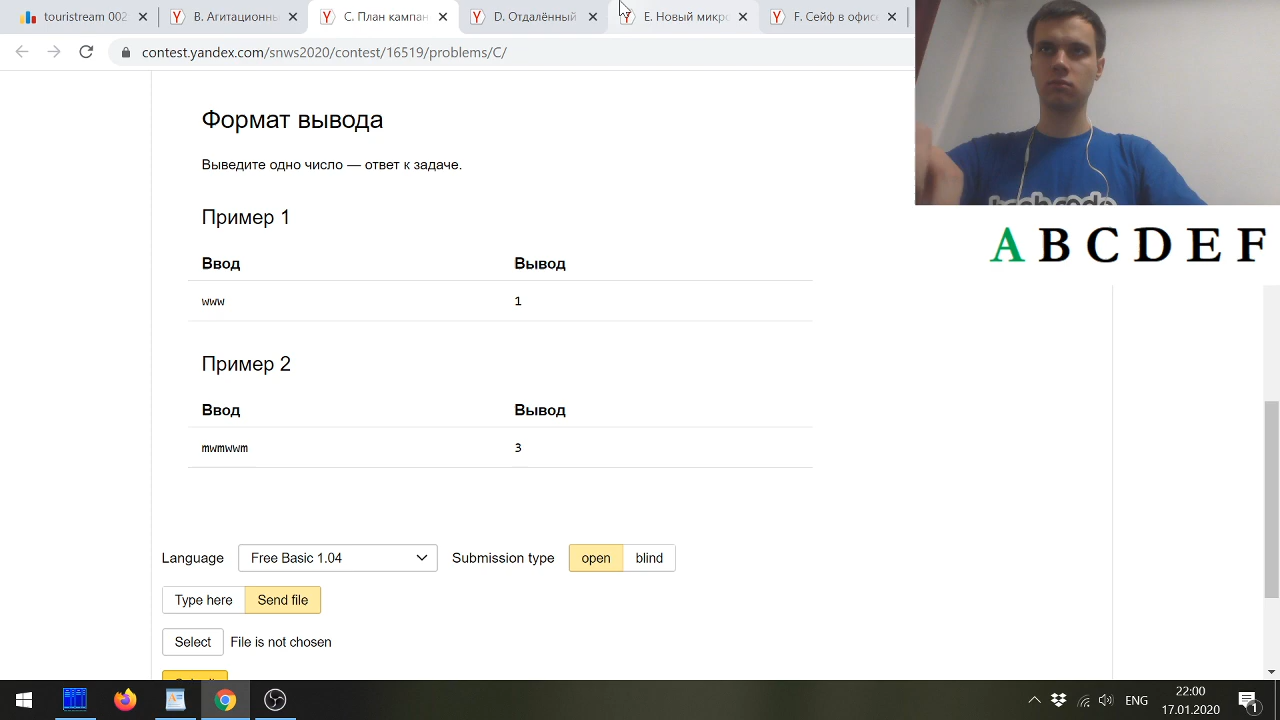 touristream 002
В. Агитационны
С. План кампан
D. Отдалённый
Е. Новый микро
F. Сейф в офис
contest.yandex.com/snws2020/contest/16519/problems/C/
Формат вывода
Выведите одно число — ответ к задаче.
Пример 1
Ввод Вывод
www 1
Пример 2
Ввод Вывод
mwmwwm 3
Language Free Basic 1.04 Submission type open blind
Type here Send file
Select File is not chosen
A B C D E F
ENG
22:00
17.01.2020
1